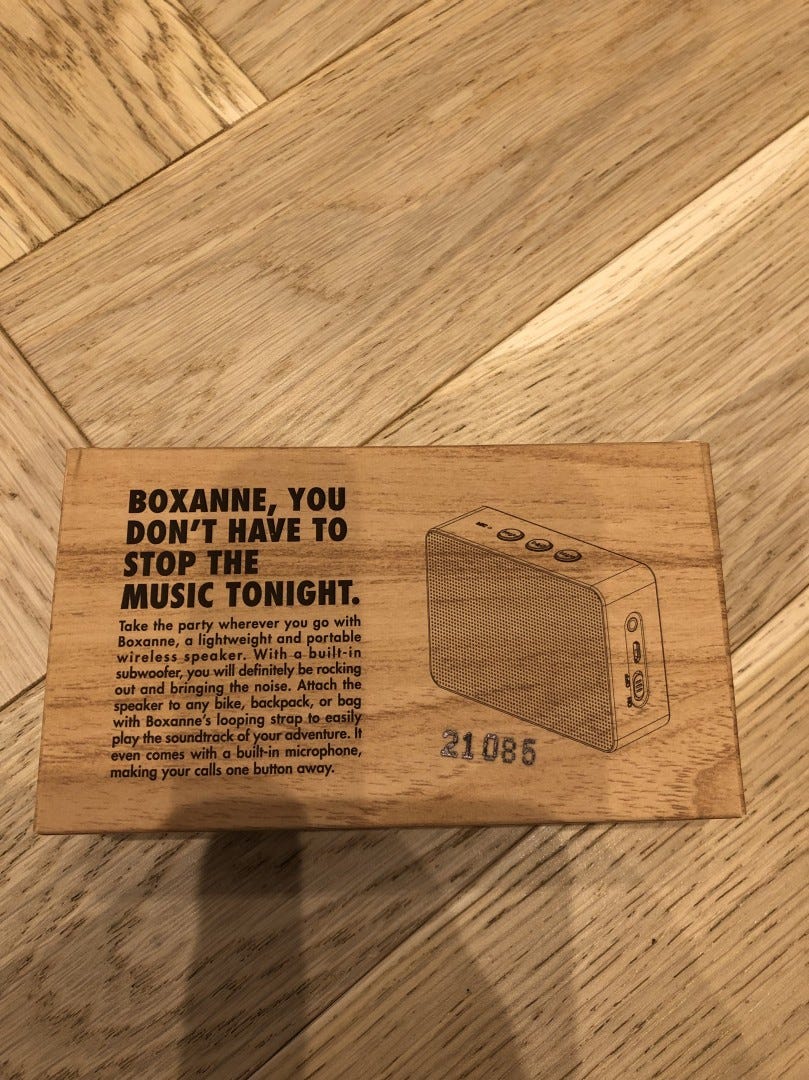 BOXANNE, YOU
DON'T HAVE TO
STOP THE
MUSIC TONIGHT.
Take the party wherever you go with
Boxanne, a lightweight and portable
wireless speaker. With a built-in
subwoofer, you will definitely be rocking
out and bringing the noise. Attach the
speaker to any bike, backpack, or bag
with Boxanne's looping strap to easily
play the soundtrack of your adventure. It
even comes with a built-in microphone,
making your calls one button away.
OFF
ON
21086